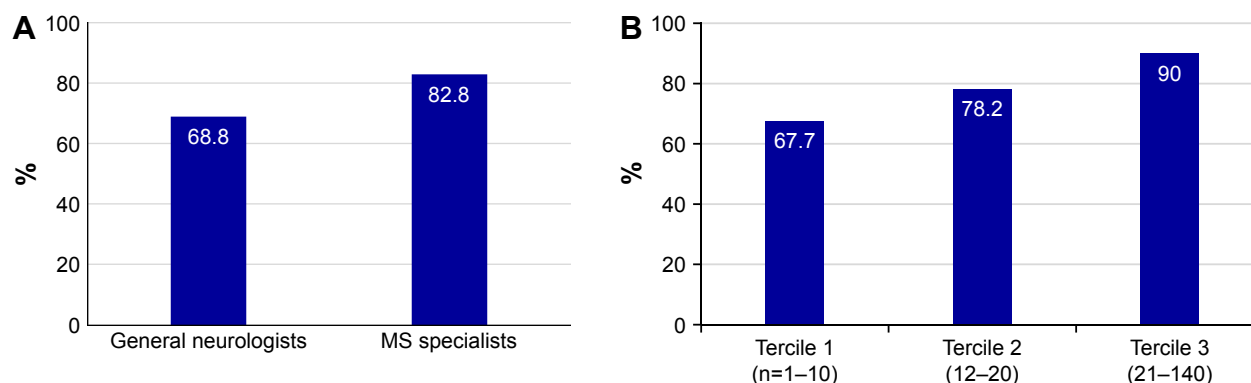 A
100
80
60
40
20
0
%
68.8
82.8
General neurologists
MS specialists
B
100
80
60
40
20
0
%
67.7
78.2
90
Tercile 1
(n=1–10)
Tercile 2
(12–20)
Tercile 3
(21–140)